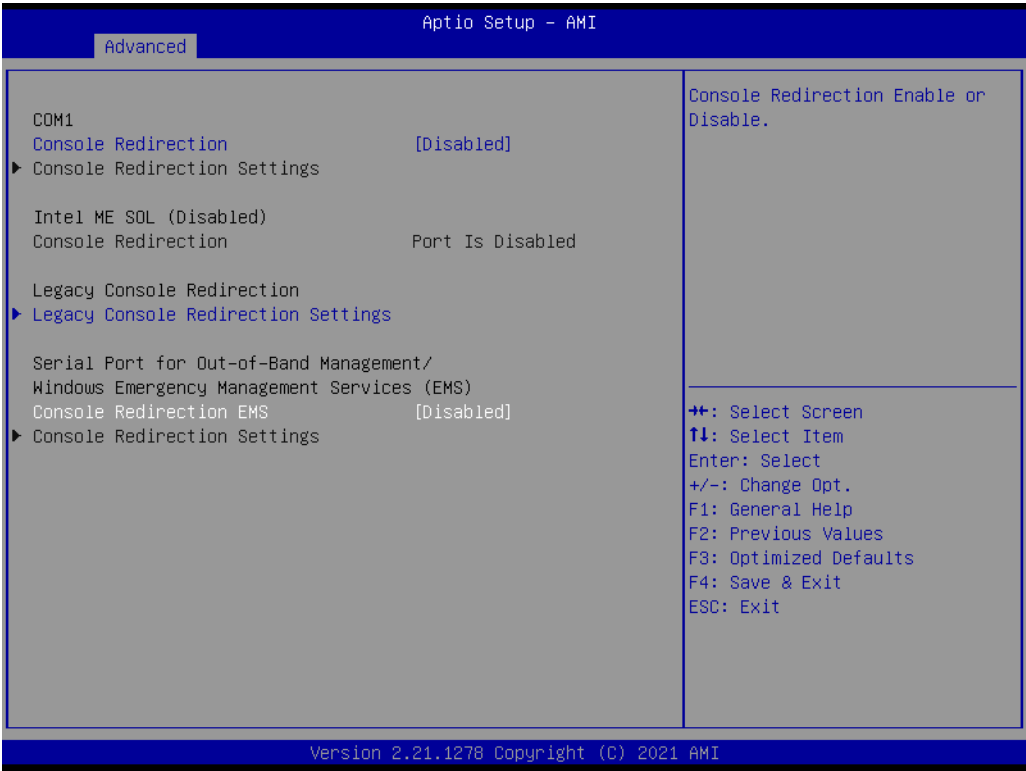 Aptio Setup – AMI
Advanced
COM1
Console Redirection [Disabled]
▶ Console Redirection Settings
Intel ME SOL (Disabled)
Console Redirection Port Is Disabled
Legacy Console Redirection
▶ Legacy Console Redirection Settings
Serial Port for Out-of-Band Management/
Windows Emergency Management Services (EMS)
Console Redirection EMS [Disabled]
▶ Console Redirection Settings
Console Redirection Enable or
Disable.
→←: Select Screen
↑↓: Select Item
Enter: Select
+/-: Change Opt.
F1: General Help
F2: Previous Values
F3: Optimized Defaults
F4: Save & Exit
ESC: Exit
Version 2.21.1278 Copyright (C) 2021 AMI